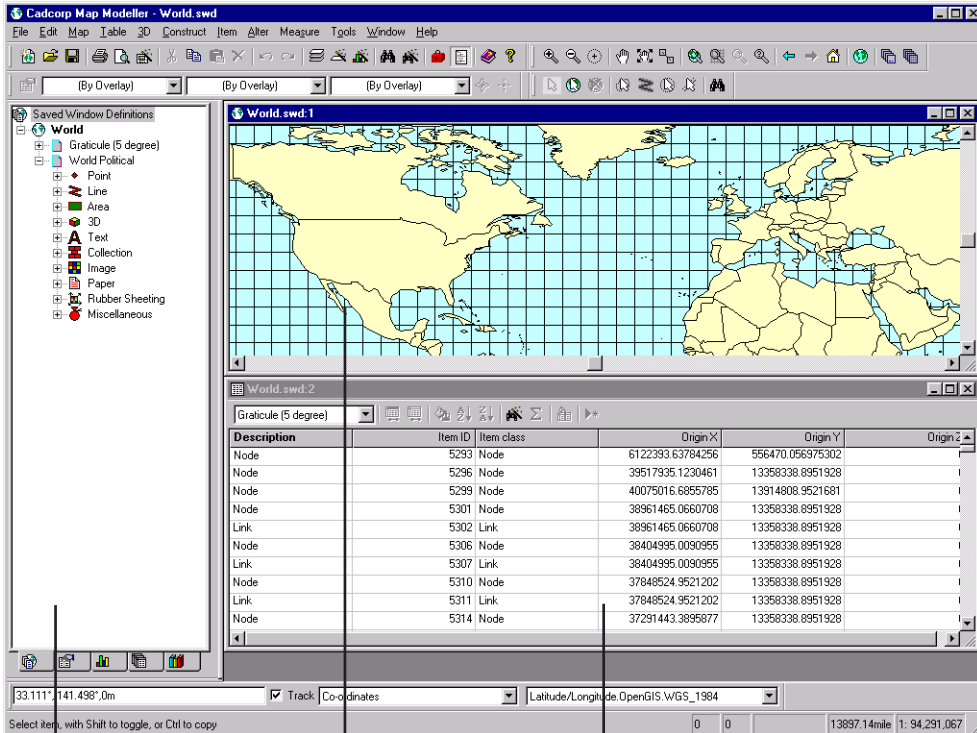 Cadcorp Map Modeller - World.swd
File Edit Map Table 3D Construct Item Alter Measure Tools Window Help
(By Overlay) (By Overlay) (By Overlay)
Saved Window Definitions
World
Graticule (5 degree)
World Political
Point
Line
Area
3D
Text
Collection
Image
Paper
Rubber Sheeting
Miscellaneous
World.swd:1
World.swd:2
Graticule (5 degree)
Description Item ID Item class Origin X Origin Y Origin Z
Node 5293 Node 6122393.63784256 556470.056975302
Node 5296 Node 39517935.1230461 13358338.8951928
Node 5299 Node 40075016.6855785 13914808.9521681
Node 5301 Node 38961465.0660708 13358338.8951928
Link 5302 Link 38961465.0660708 13358338.8951928
Node 5306 Node 38404995.0090955 13358338.8951928
Link 5307 Link 38404995.0090955 13358338.8951928
Node 5310 Node 37848524.9521202 13358338.8951928
Link 5311 Link 37848524.9521202 13358338.8951928
Node 5314 Node 37291443.3895877 13358338.8951928
33.111°,141.498°,0m Track Co-ordinates Latitude/Longitude.OpenGIS.WGS_1984
Select item, with Shift to toggle, or Ctrl to copy 0 0 13897.14mile 1: 94,291,067